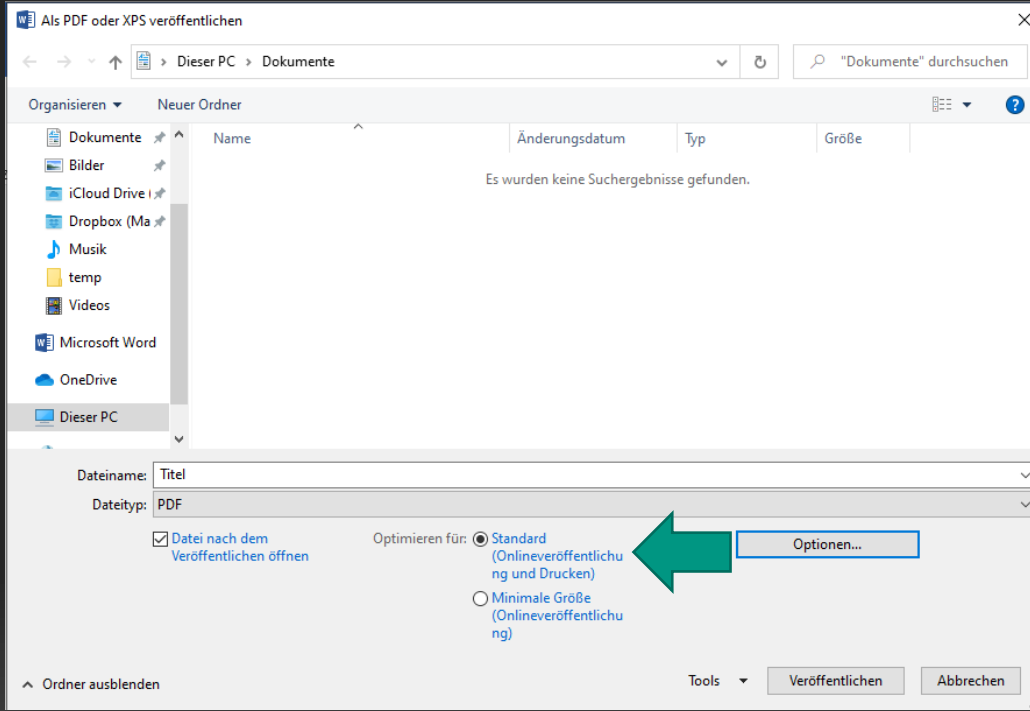 Als PDF oder XPS veröffentlichen
Dieser PC > Dokumente
"Dokumente" durchsuchen
Organisieren
Neuer Ordner
?
Dokumente
Bilder
iCloud Drive (
Dropbox (Ma
Musik
temp
Videos
Microsoft Word
OneDrive
Dieser PC
Name
Änderungsdatum
Typ
Größe
Es wurden keine Suchergebnisse gefunden.
Dateiname:
Titel
Dateityp:
PDF
Datei nach dem
Veröffentlichen öffnen
Optimieren für:
Standard
(Onlineveröffentlichu
ng und Drucken)
Minimale Größe
(Onlineveröffentlichu
ng)
Optionen...
Ordner ausblenden
Tools
Veröffentlichen
Abbrechen